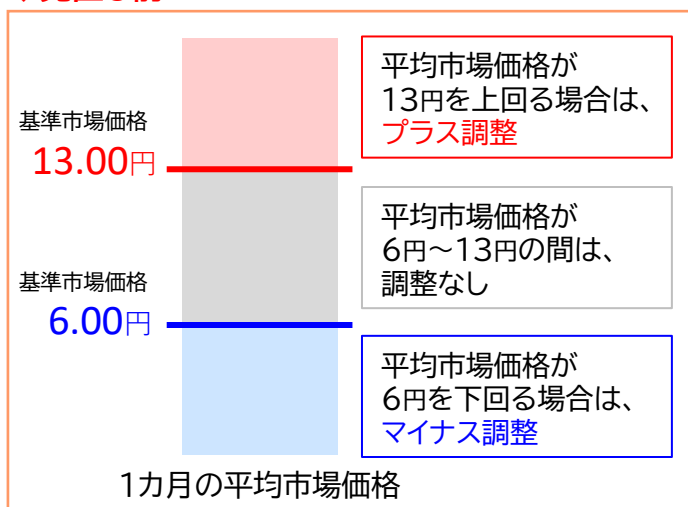 平均市場価格が
13円を上回る場合は、
プラス調整
基準市場価格
13.00円
平均市場価格が
6円～13円の間は、
調整なし
基準市場価格
6.00円
平均市場価格が
6円を下回る場合は、
マイナス調整
1カ月の平均市場価格